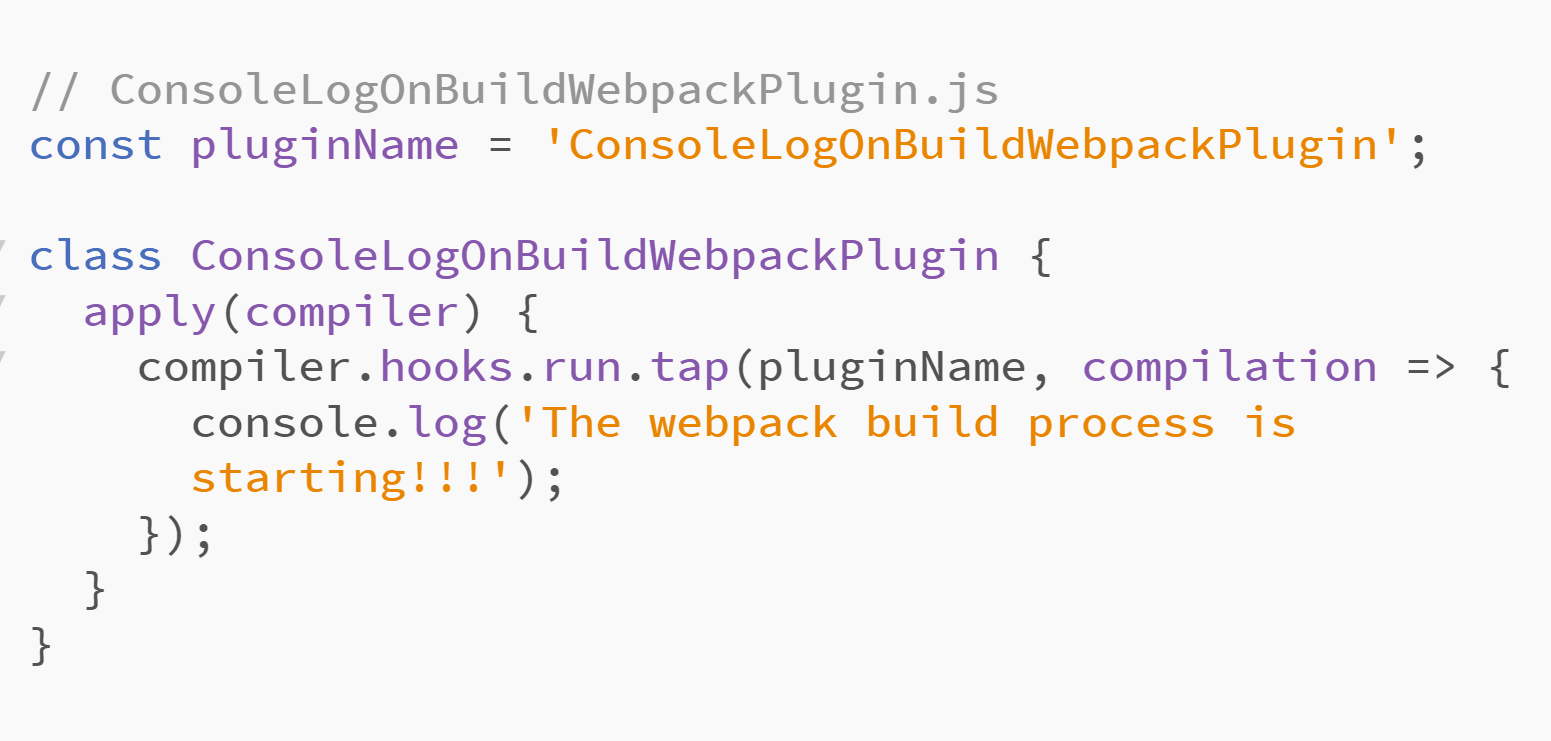 // ConsoleLogOnBuildWebpackPlugin.js
const pluginName = 'ConsoleLogOnBuildWebpackPlugin';
class ConsoleLogOnBuildWebpackPlugin {
  apply(compiler) {
    compiler.hooks.run.tap(pluginName, compilation => {
      console.log('The webpack build process is
      starting!!!');
    });
  }
}